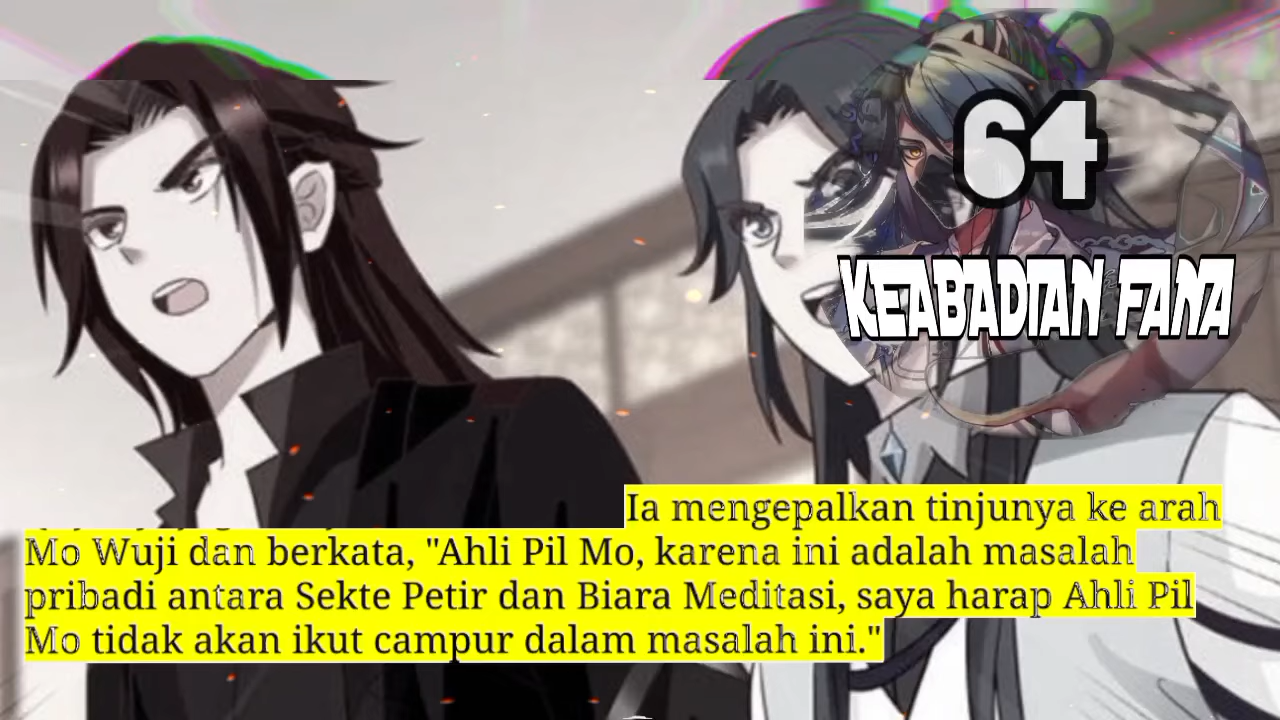 64
KEABADIAN FANA
Ia mengepalkan tinjunya ke arah
Mo Wuji dan berkata, "Ahli Pil Mo, karena ini adalah masalah
pribadi antara Sekte Petir dan Biara Meditasi, saya harap Ahli Pil
Mo tidak akan ikut campur dalam masalah ini."